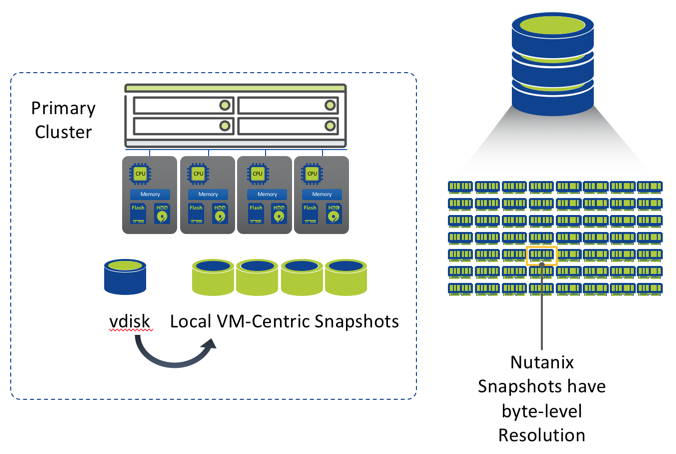 Primary
Cluster
CPU CPU CPU CPU
Memory Memory Memory Memory
Flash HDD Flash HDD Flash HDD Flash HDD
vdisk
Local VM-Centric Snapshots
Nutanix
Snapshots have
byte-level
Resolution